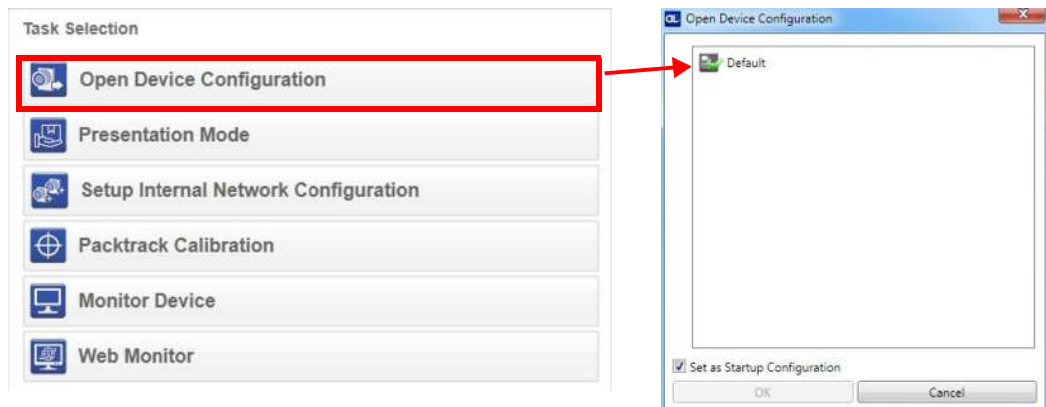 Task Selection
Open Device Configuration
Presentation Mode
Setup Internal Network Configuration
Packtrack Calibration
Monitor Device
Web Monitor
DL Open Device Configuration
Default
Set as Startup Configuration
OK Cancel